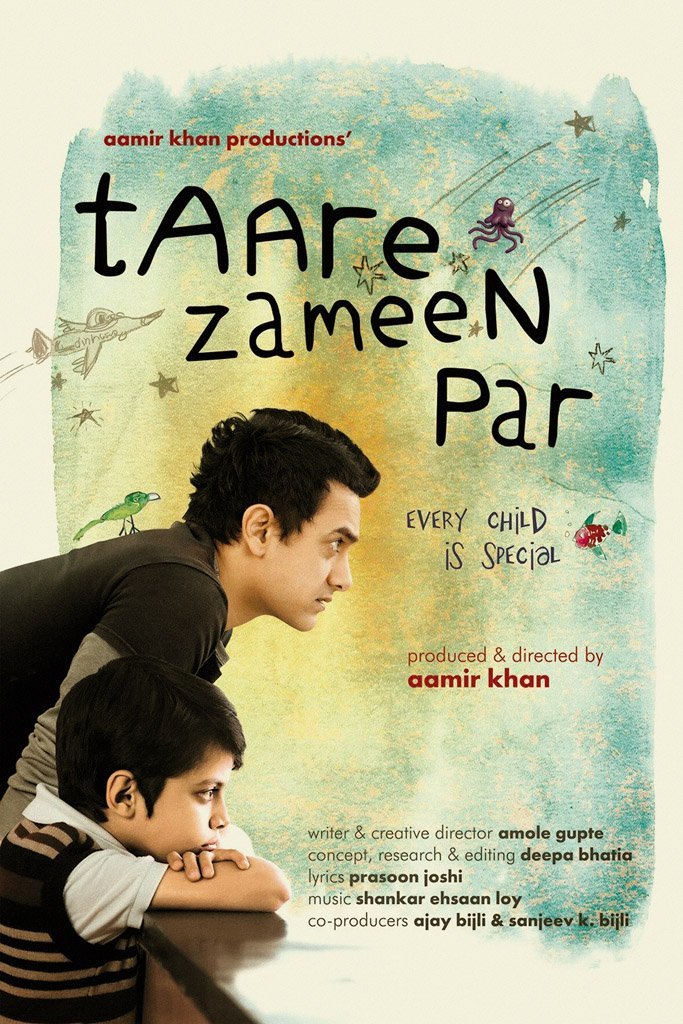 aamir khan productions'
tAAre
zameeN
Par
EVERY CHILD
iS SPECiaL
produced & directed by
aamir khan
writer & creative director amole gupte
concept, research & editing deepa bhatia
lyrics prasoon joshi
music shankar ehsaan loy
co-producers ajay bijli & sanjeev k. bijli